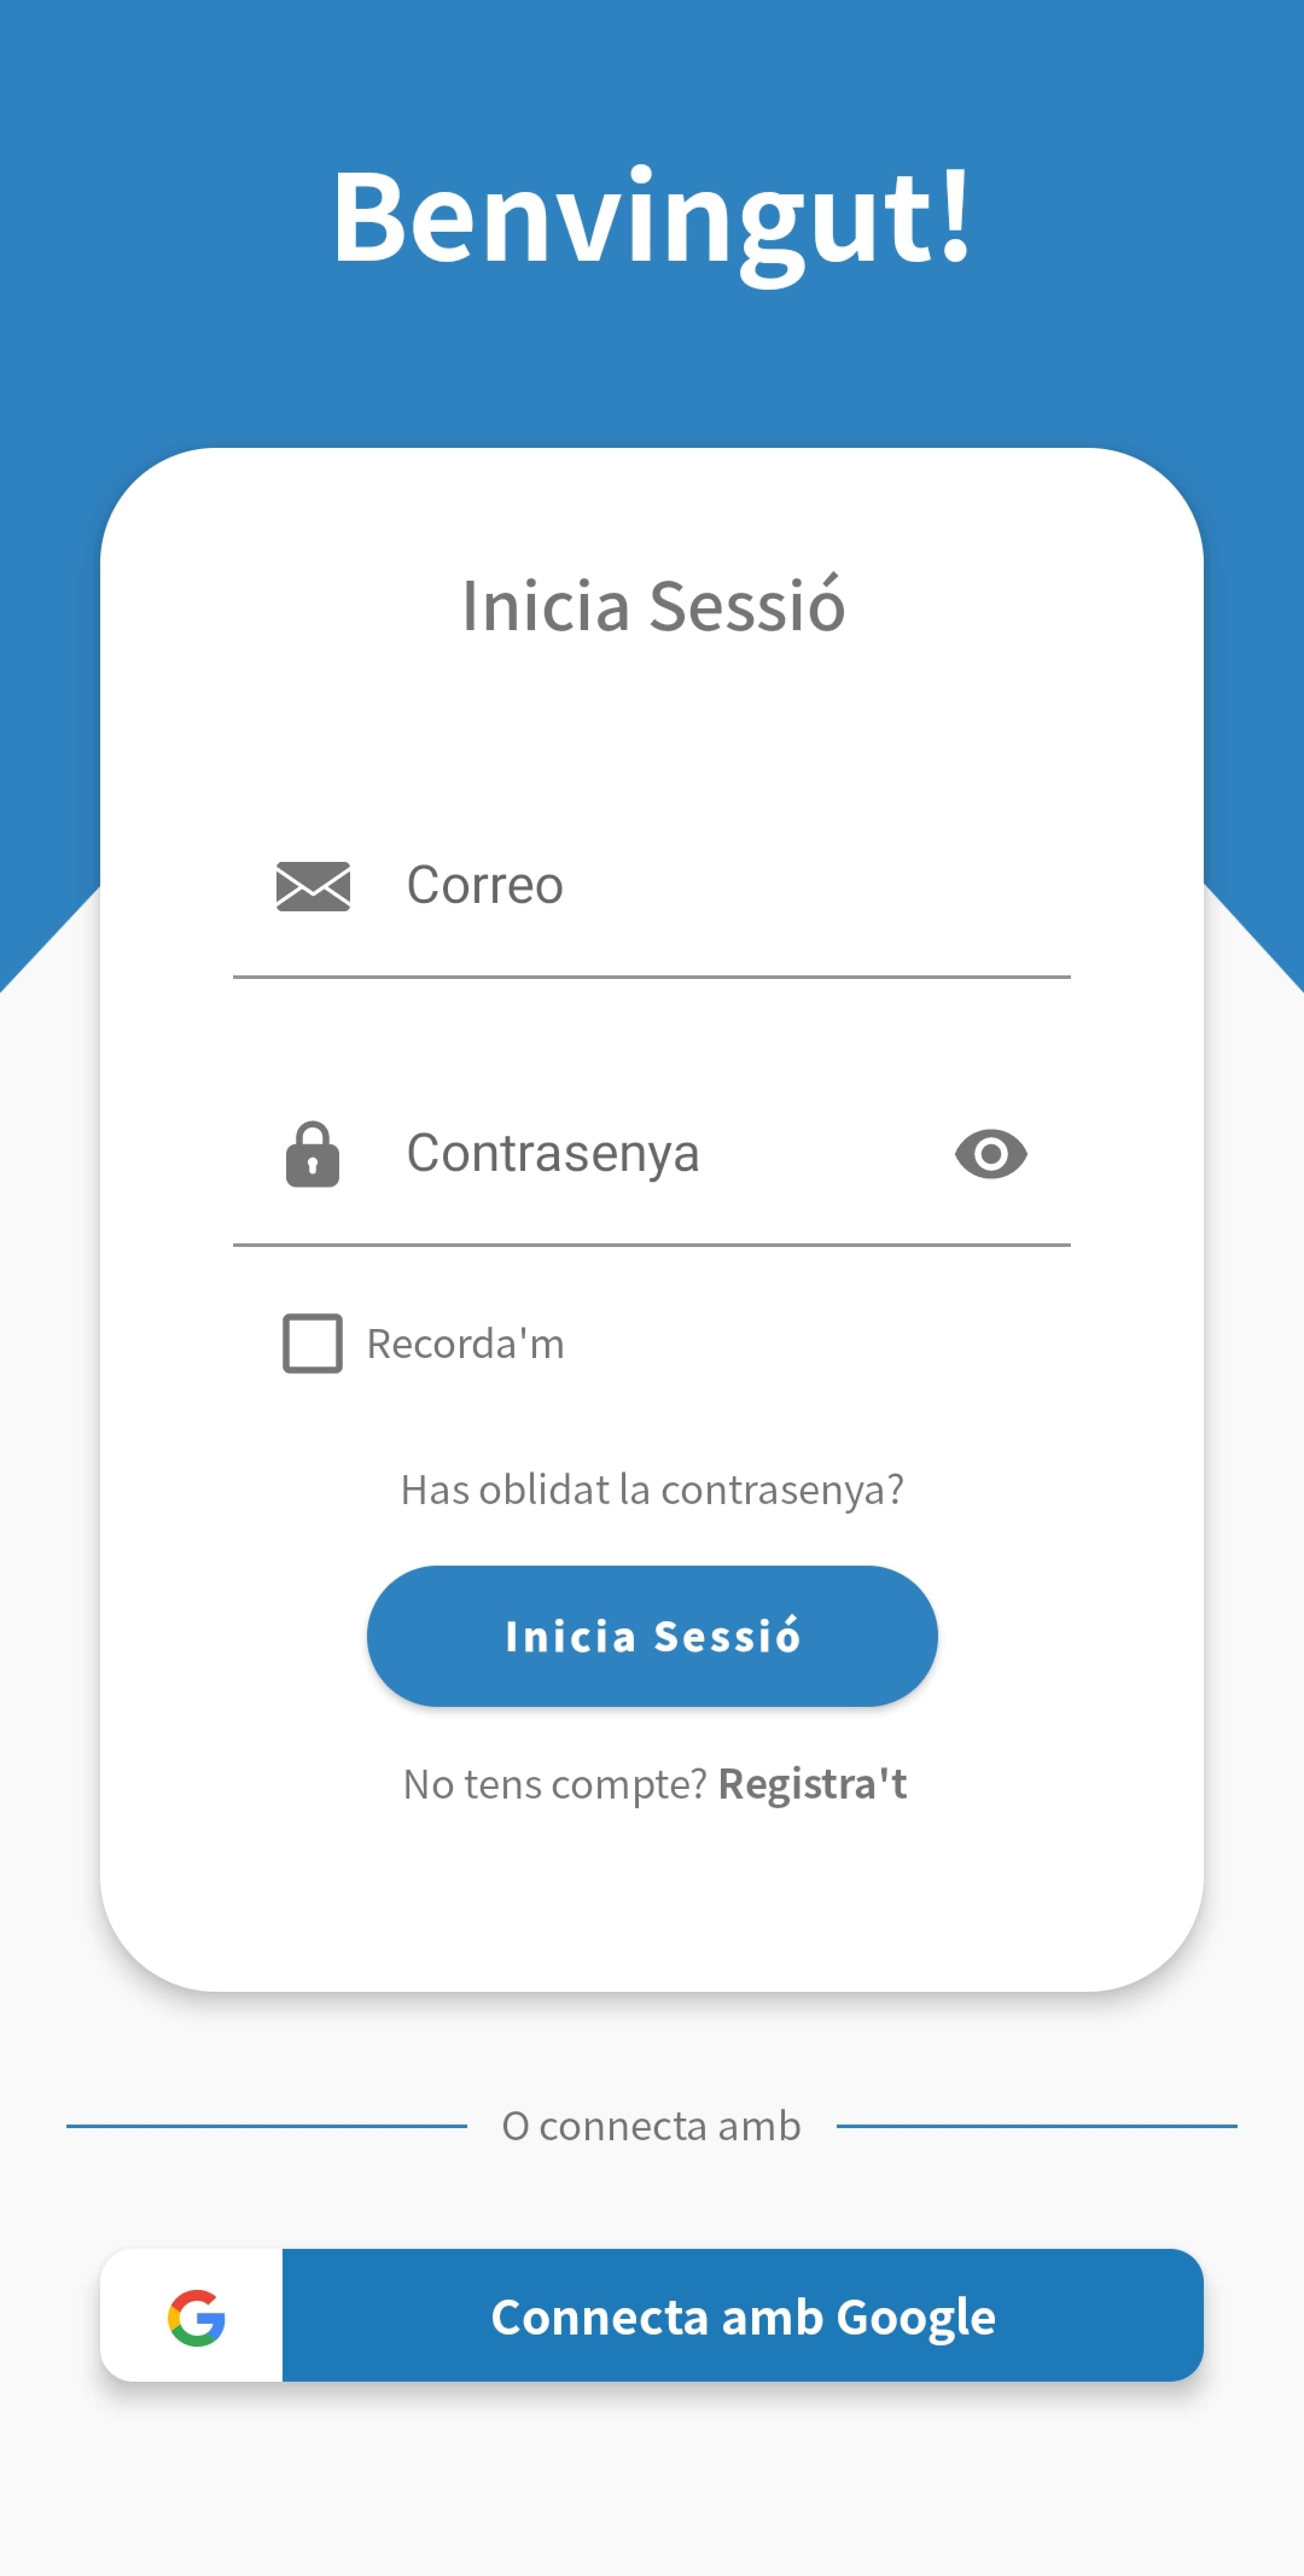 Benvingut!
Inicia Sessió
Correo
Contrasenya
Recorda'm
Has oblidat la contrasenya?
Inicia Sessió
No tens compte? Registra't
O connecta amb
Connecta amb Google